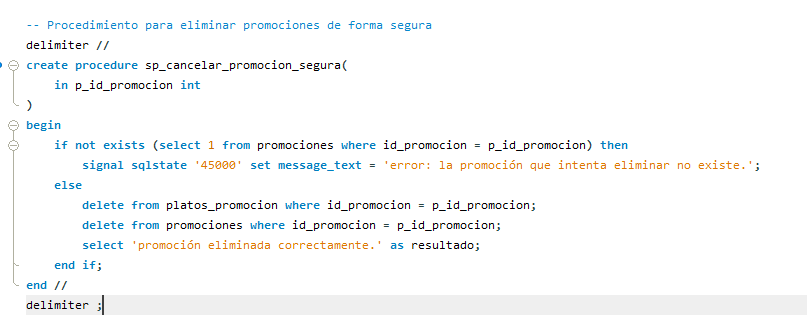 -- Procedimiento para eliminar promociones de forma segura
delimiter //
create procedure sp_cancelar_promocion_segura(
    in p_id_promocion int
)
begin
    if not exists (select 1 from promociones where id_promocion = p_id_promocion) then
        signal sqlstate '45000' set message_text = 'error: la promoción que intenta eliminar no existe.';
    else
        delete from platos_promocion where id_promocion = p_id_promocion;
        delete from promociones where id_promocion = p_id_promocion;
        select 'promoción eliminada correctamente.' as resultado;
    end if;
end //
delimiter ;